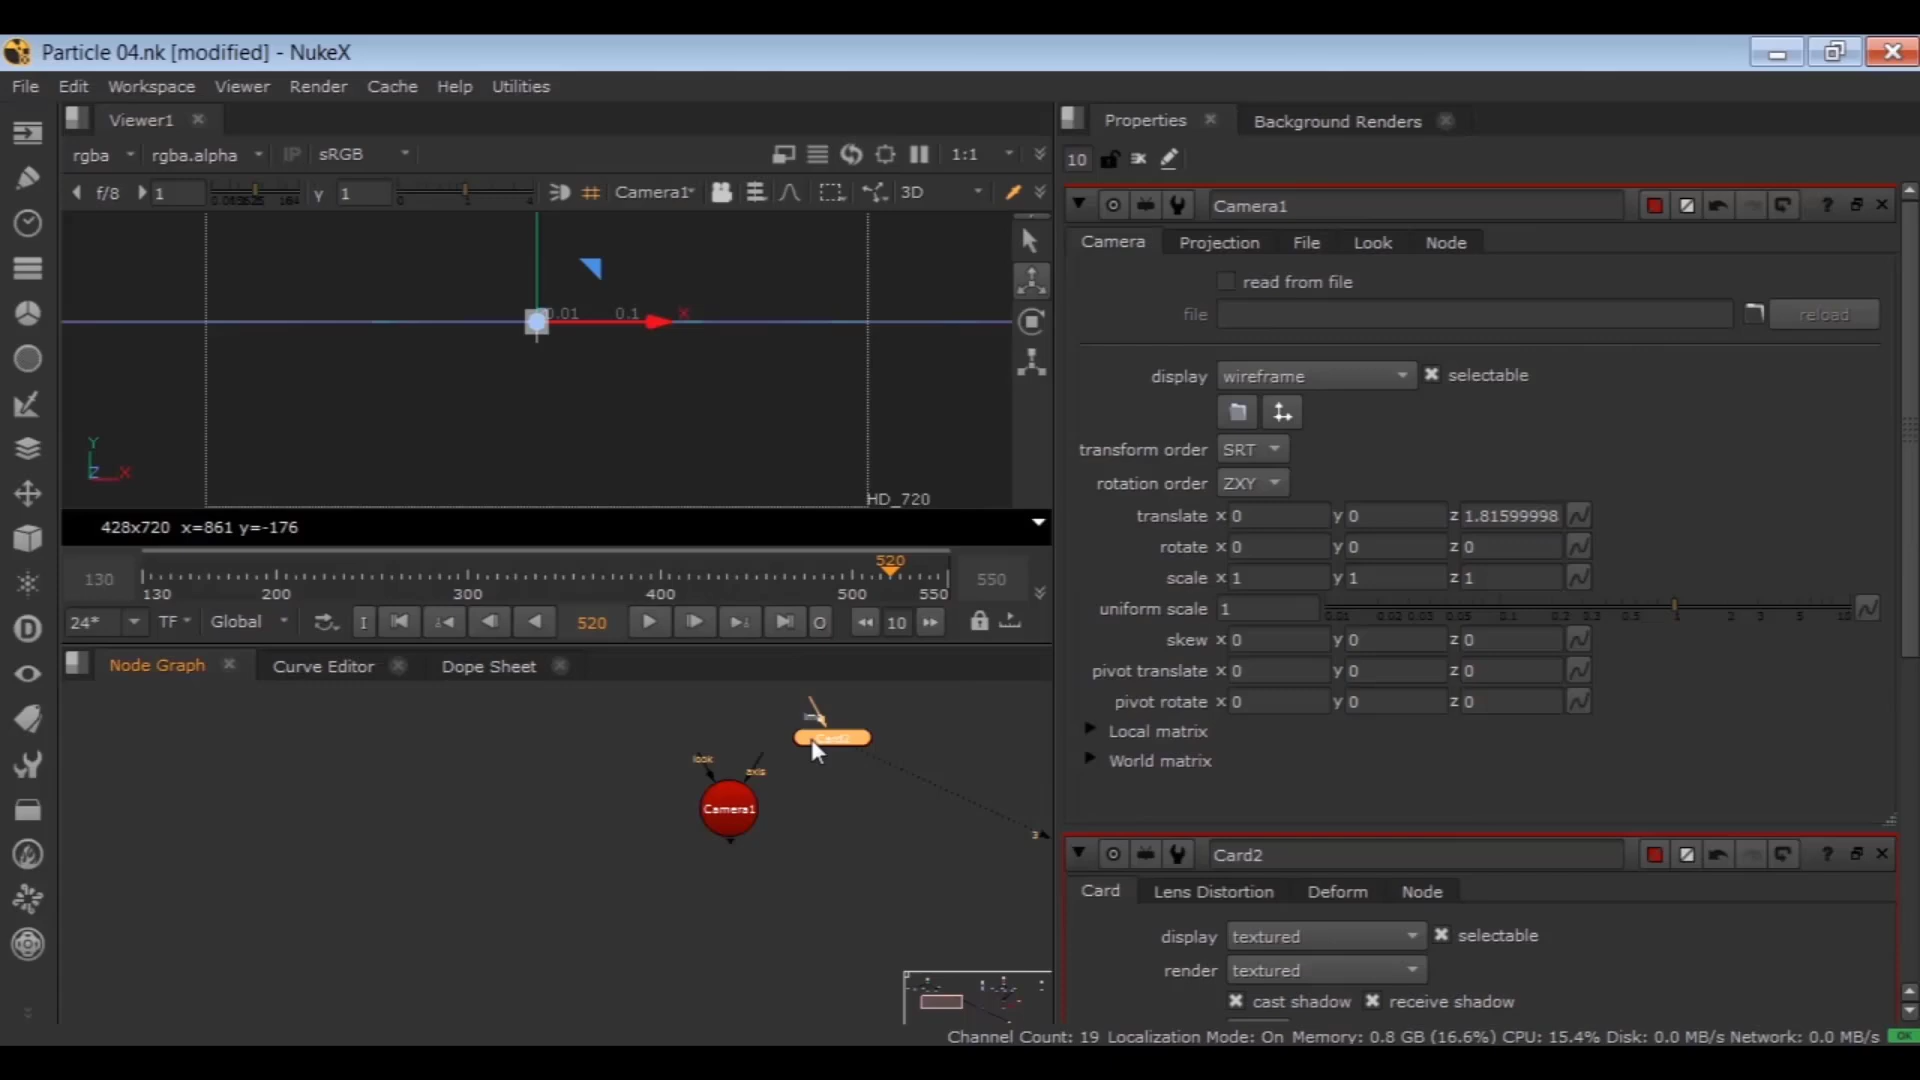 Particle 04.nk [modified] - NukeX
File Edit Workspace Viewer Render Cache Help Utilities
Viewer1
rgba rgba.alpha IP sRGB 1:1
f/8 1 y 1 Camera1 3D
0.01 0.1 X
Y
Z X
HD_720
428x720 x=861 y=-176
520
130 130 200 300 400 500 550 550
24* TF Global I 520 O 10
Node Graph Curve Editor Dope Sheet
Card2
look
axis
Camera1
3
Properties Background Renders
10
Camera1
Camera Projection File Look Node
read from file
file reload
display wireframe selectable
transform order SRT
rotation order ZXY
translate x 0 y 0 z 1.81599998
rotate x 0 y 0 z 0
scale x 1 y 1 z 1
uniform scale 1
skew x 0 y 0 z 0
pivot translate x 0 y 0 z 0
pivot rotate x 0 y 0 z 0
Local matrix
World matrix
Card2
Card Lens Distortion Deform Node
display textured selectable
render textured
cast shadow receive shadow
Channel Count: 19 Localization Mode: On Memory: 0.8 GB (16.6%) CPU: 15.4% Disk: 0.0 MB/s Network: 0.0 MB/s OK